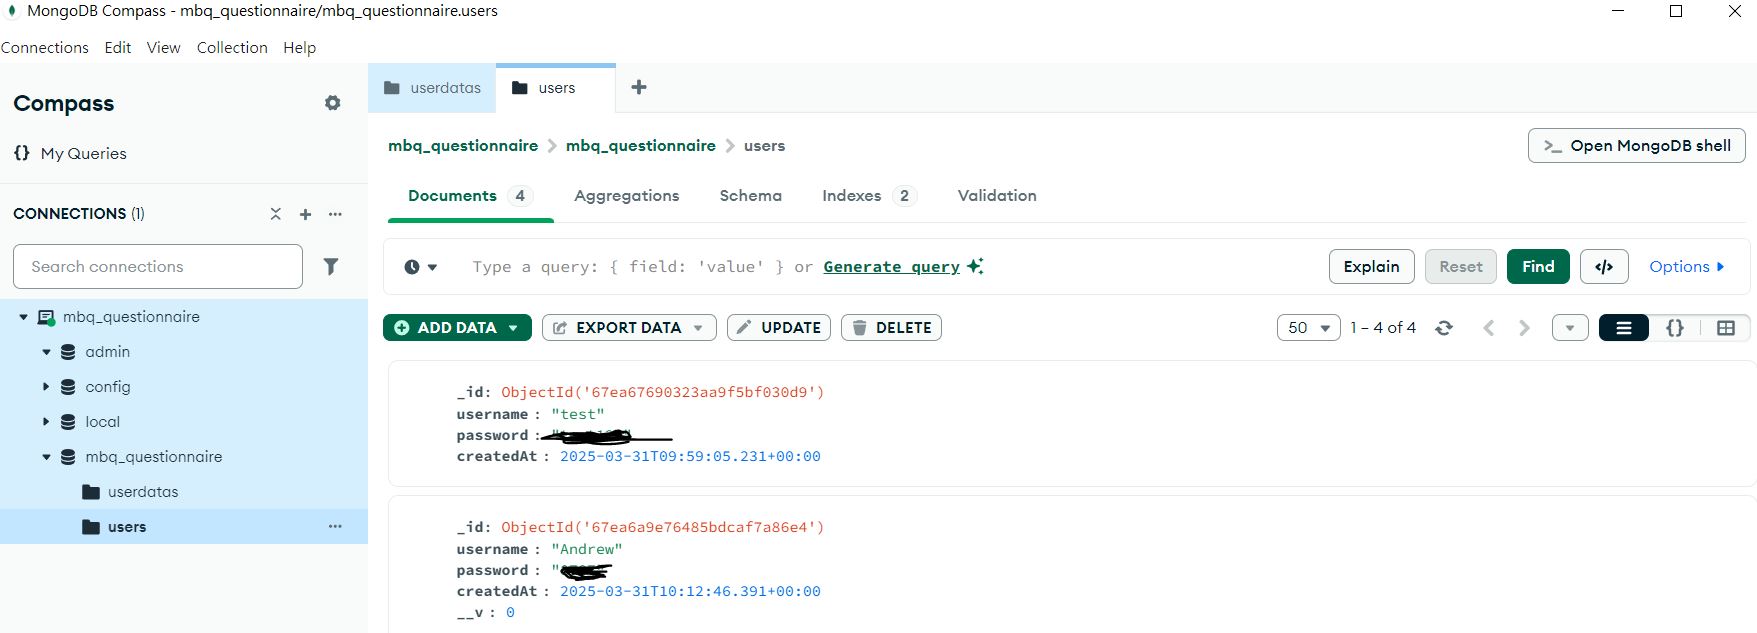 MongoDB Compass - mbq_questionnaire/mbq_questionnaire.users
Connections Edit View Collection Help
Compass
{} My Queries
CONNECTIONS (1)
Search connections
mbq_questionnaire
admin
config
local
mbq_questionnaire
userdatas
users
userdatas users
mbq_questionnaire > mbq_questionnaire > users
>_ Open MongoDB shell
Documents 4 Aggregations Schema Indexes 2 Validation
Type a query: { field: 'value' } or Generate query
Explain Reset Find </> Options
ADD DATA EXPORT DATA UPDATE DELETE
50 1 – 4 of 4 {}
_id: ObjectId('67ea67690323aa9f5bf030d9')
username : "test"
password :
createdAt : 2025-03-31T09:59:05.231+00:00
_id: ObjectId('67ea6a9e76485bdcaf7a86e4')
username : "Andrew"
password : "
createdAt : 2025-03-31T10:12:46.391+00:00
__v : 0